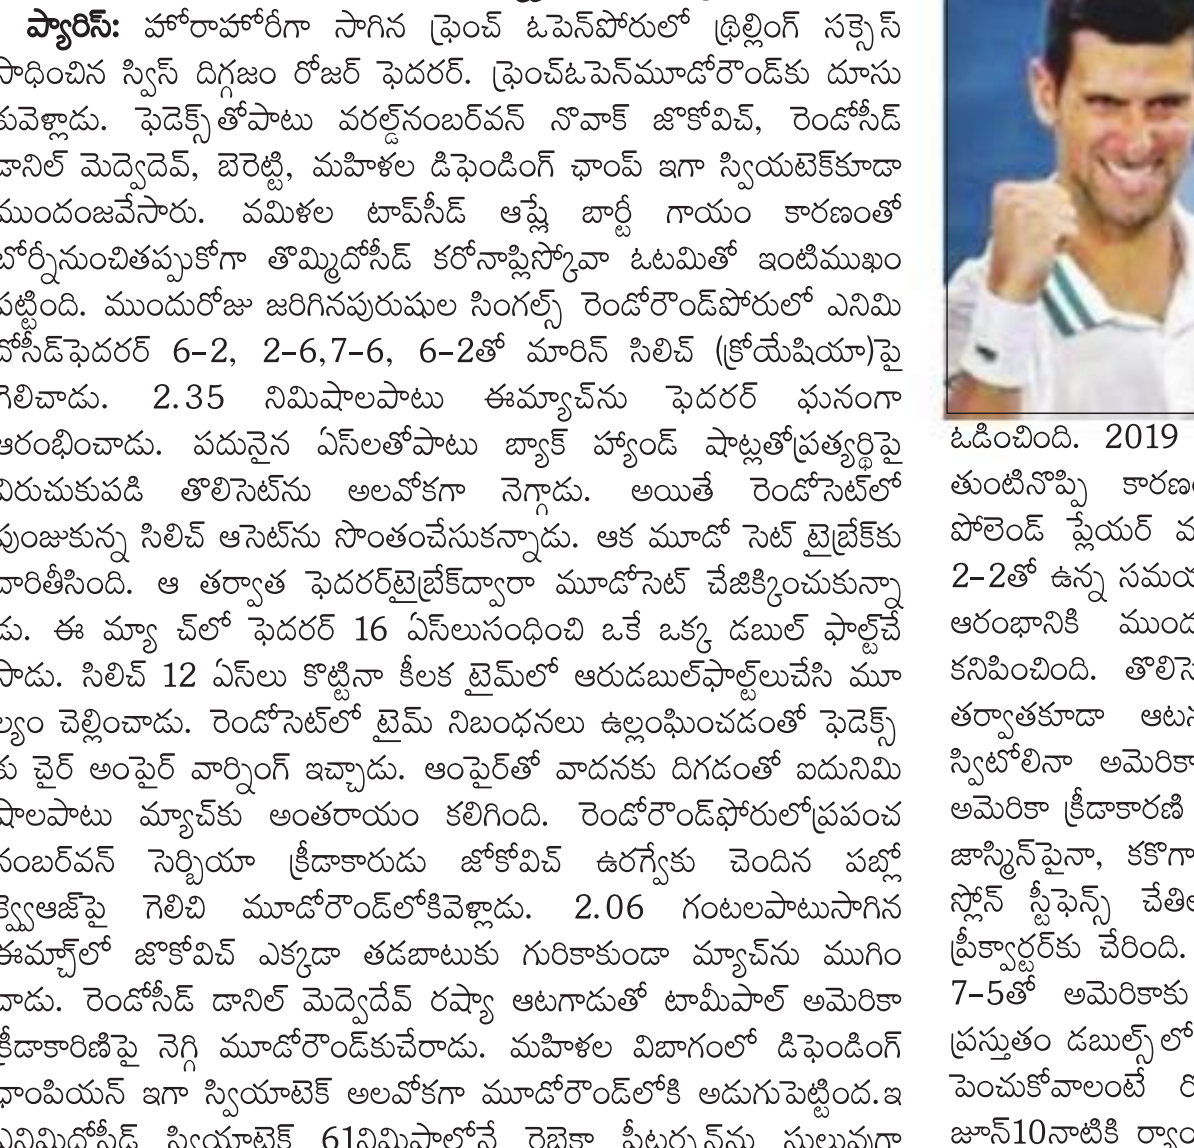 ప్యారిస్: హోరాహోరీగా సాగిన ఫ్రెంచ్ ఓపెన్‌పోరులో థ్రిల్లింగ్ సక్సెస్
సాధించిన స్విస్ దిగ్గజం రోజర్ ఫెదరర్. ఫ్రెంచ్‌ఓపెన్‌మూడోరౌండ్‌కు దూసు
కువెళ్లాడు. ఫెడెక్స్‌తోపాటు వరల్డ్‌నంబర్‌వన్ నొవాక్ జొకోవిచ్, రెండోసీడ్
డానిల్ మెద్వెదెవ్, బెరెట్టి, మహిళల డిఫెండింగ్ ఛాంప్ ఇగా స్వియటెక్‌కూడా
ముందంజవేసారు. వమిళల టాప్‌సీడ్ ఆష్లే బార్టీ గాయం కారణంతో
బోర్నీనుంచితప్పుకోగా తొమ్మిదోసీడ్ కరోనాప్లిస్కోవా ఓటమితో ఇంటిముఖం
పట్టింది. ముందురోజు జరిగినపురుషుల సింగల్స్ రెండోరౌండ్‌పోరులో ఎనిమి
దోసీడ్‌ఫెదరర్ 6-2, 2-6,7-6, 6-2తో మారిన్ సిలిచ్ (క్రోయేషియా)పై
గెలిచాడు. 2.35 నిమిషాలపాటు ఈమ్యాచ్‌ను ఫెదరర్ ఘనంగా
ఆరంభించాడు. పదునైన ఏస్‌లతోపాటు బ్యాక్ హ్యాండ్ షాట్లతోప్రత్యర్థిపై
విరుచుకుపడి తొలిసెట్‌ను అలవోకగా నెగ్గాడు. అయితే రెండోసెట్‌లో
పుంజుకున్న సిలిచ్ ఆసెట్‌ను సొంతంచేసుకన్నాడు. ఆక మూడో సెట్ టైబ్రేక్‌కు
దారితీసింది. ఆ తర్వాత ఫెదరర్‌టైబ్రేక్‌ద్వారా మూడోసెట్ చేజిక్కించుకున్నా
డు. ఈ మ్యా చ్‌లో ఫెదరర్ 16 ఏస్‌లుసంధించి ఒకే ఒక్క డబుల్ ఫాల్ట్‌చే
సాడు. సిలిచ్ 12 ఏస్‌లు కొట్టినా కీలక టైమ్‌లో ఆరుడబుల్‌ఫాల్ట్‌లుచేసి మూ
ల్యం చెల్లించాడు. రెండోసెట్‌లో టైమ్ నిబంధనలు ఉల్లంఘించడంతో ఫెడెక్స్
కు చైర్ అంపైర్ వార్నింగ్ ఇచ్చాడు. ఆంపైర్‌తో వాదనకు దిగడంతో ఐదునిమి
షాలపాటు మ్యాచ్‌కు అంతరాయం కలిగింది. రెండోరౌండ్‌ఫోరులోప్రపంచ
నంబర్‌వన్ సెర్బియా క్రీడాకారుడు జోకోవిచ్ ఉరగ్వేకు చెందిన పబ్లో
క్వ్వెఆజ్‌పై గెలిచి మూడోరౌండ్‌లోకివెళ్లాడు. 2.06 గంటలపాటుసాగిన
ఈమ్చాచ్‌లో జొకోవిచ్ ఎక్కడా తడబాటుకు గురికాకుండా మ్యాచ్‌ను ముగిం
చాడు. రెండోసీడ్ డానిల్ మెద్వెదేవ్ రష్యా ఆటగాడుతో టామీపాల్ అమెరికా
క్రీడాకారిణిపై నెగ్గి మూడోరౌండ్‌కుచేరాడు. మహిళల విబాగంలో డిఫెండింగ్
ఛాంపియన్ ఇగా స్వియాటెక్ అలవోకగా మూడోరౌండ్‌లోకి అడుగుపెట్టింద.ఇ
ఎనిమిదోసీడ్ స్వియాటెక్ 61నిమిషాల్లోనే రెబెకా పీటర్సన్‌ను సులువుగా
ఓడించింది. 2019
తుంటినొప్పి
పోలెండ్ ప్లేయర్
2-2తో ఉన్న
ఆరంభానికి
కనిపించింది.
తర్వాతకూడా
స్విటోలినా
అమెరికా క్రీడాకారణి
జాస్మిన్‌పైనా,
స్లోన్ స్టీఫెన్స్
ప్రీక్వార్టర్‌కు చేరింది.
7-5తో అమెరికాకు
ప్రస్తుతం డబుల్స్‌లో
పెంచుకోవాలంటే
జూన్10నాటికి